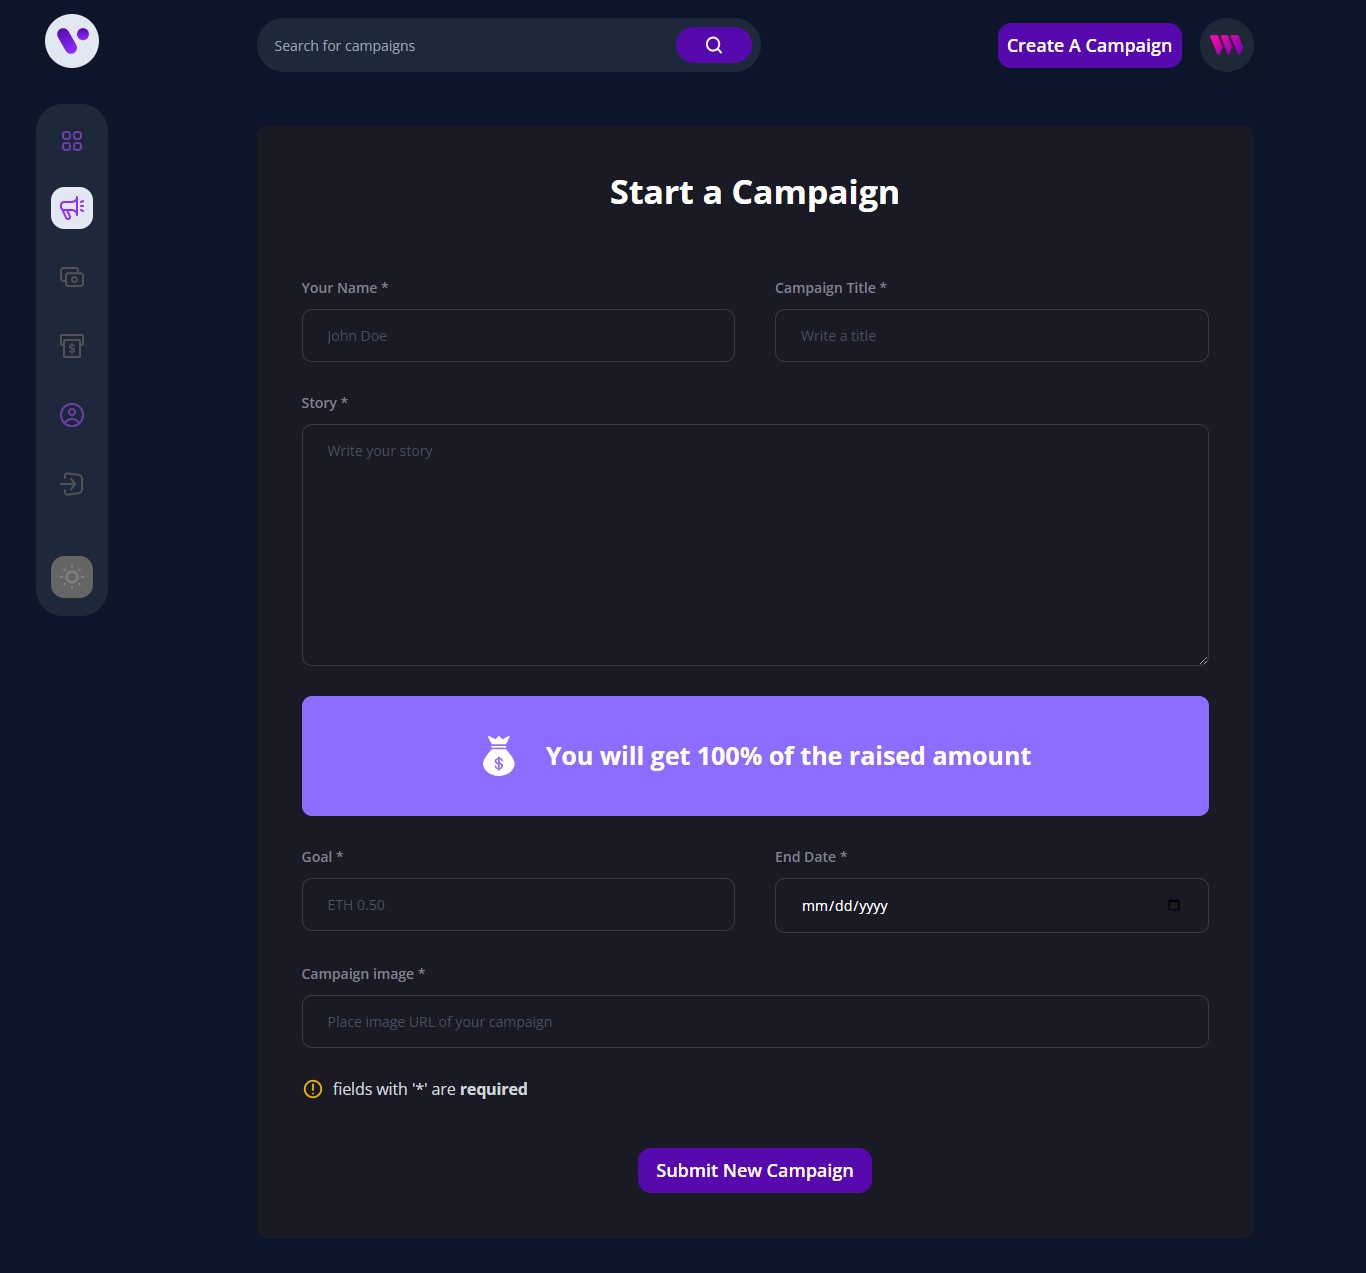 Search for campaigns
Create A Campaign
Start a Campaign
Your Name *
Campaign Title *
John Doe
Write a title
Story *
Write your story
$
You will get 100% of the raised amount
Goal *
End Date *
ETH 0.50
mm/dd/yyyy
Campaign image *
Place image URL of your campaign
fields with '*' are required
Submit New Campaign